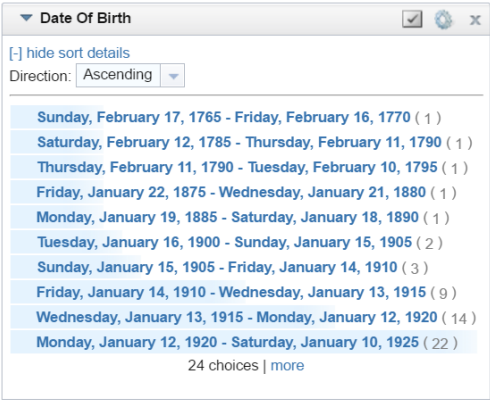 Date Of Birth
[-] hide sort details
Direction: Ascending
Sunday, February 17, 1765 - Friday, February 16, 1770 ( 1 )
Saturday, February 12, 1785 - Thursday, February 11, 1790 ( 1 )
Thursday, February 11, 1790 - Tuesday, February 10, 1795 ( 1 )
Friday, January 22, 1875 - Wednesday, January 21, 1880 ( 1 )
Monday, January 19, 1885 - Saturday, January 18, 1890 ( 1 )
Tuesday, January 16, 1900 - Sunday, January 15, 1905 ( 2 )
Sunday, January 15, 1905 - Friday, January 14, 1910 ( 3 )
Friday, January 14, 1910 - Wednesday, January 13, 1915 ( 9 )
Wednesday, January 13, 1915 - Monday, January 12, 1920 ( 14 )
Monday, January 12, 1920 - Saturday, January 10, 1925 ( 22 )
24 choices | more